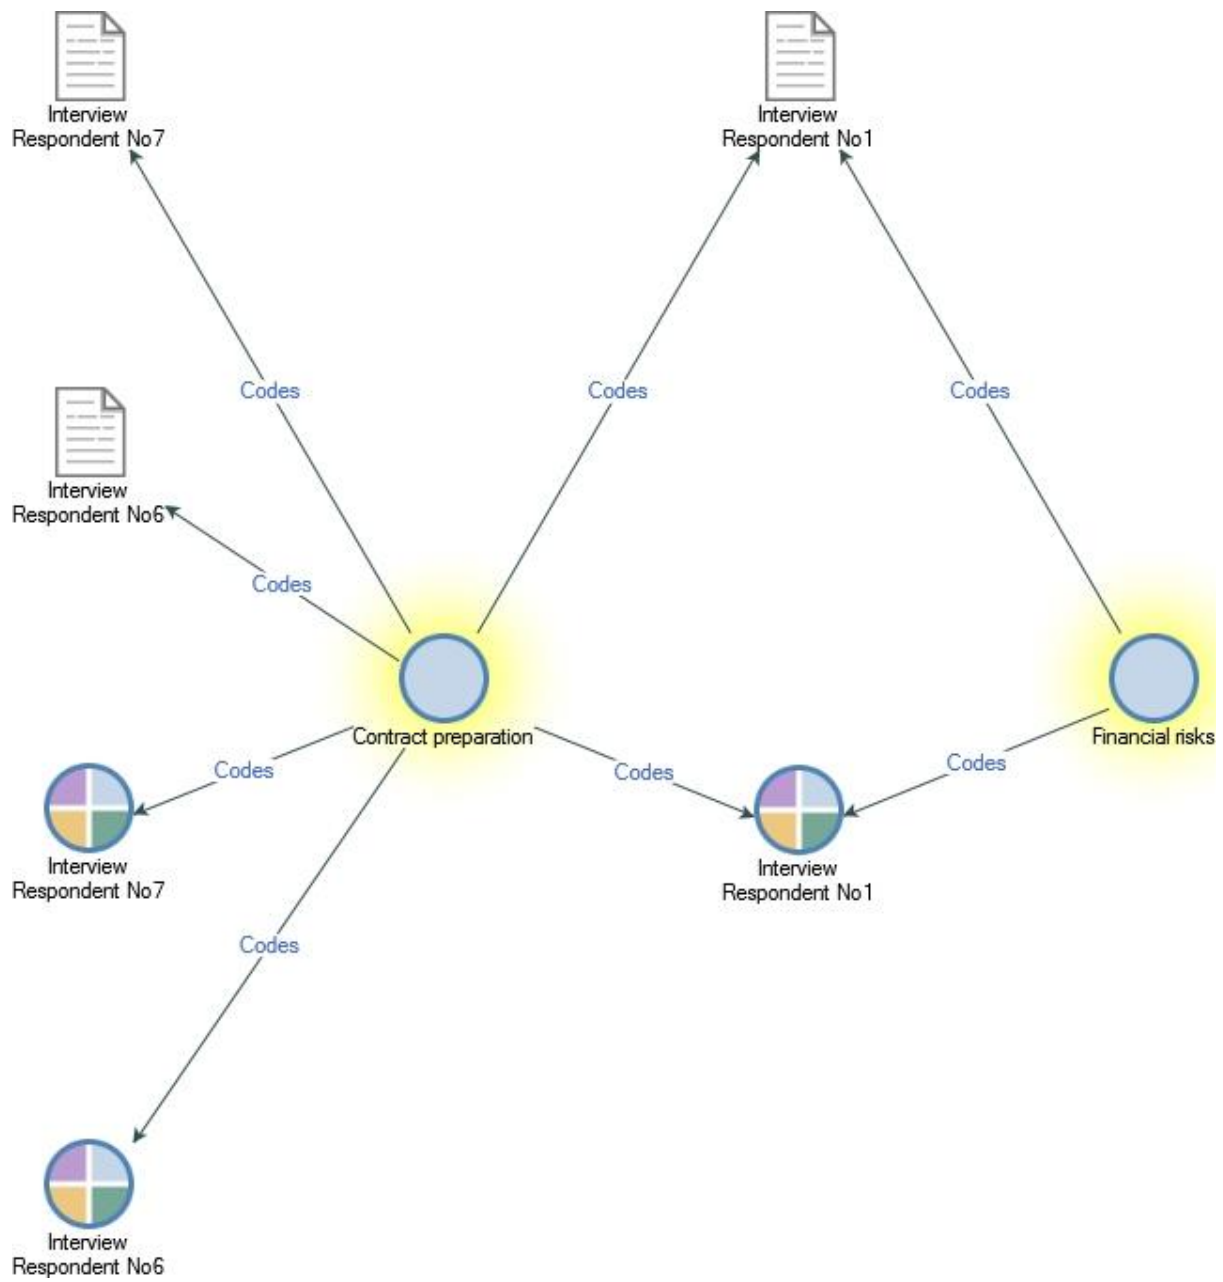 Interview
Respondent No7
Interview
Respondent No1
Codes
Codes
Codes
Interview
Respondent No6
Codes
Contract preparation
Financial risks
Codes
Codes
Codes
Interview
Respondent No7
Interview
Respondent No1
Codes
Interview
Respondent No6